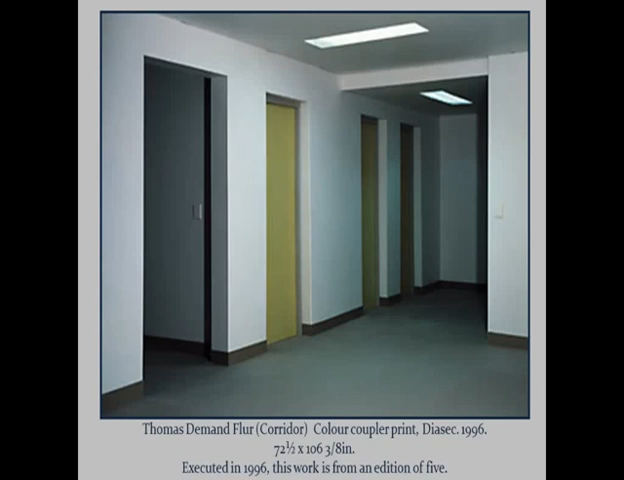 Thomas Demand Flur (Corridor) Colour coupler print, Diasec. 1996.
72½ x 106 3/8in.
Executed in 1996, this work is from an edition of five.